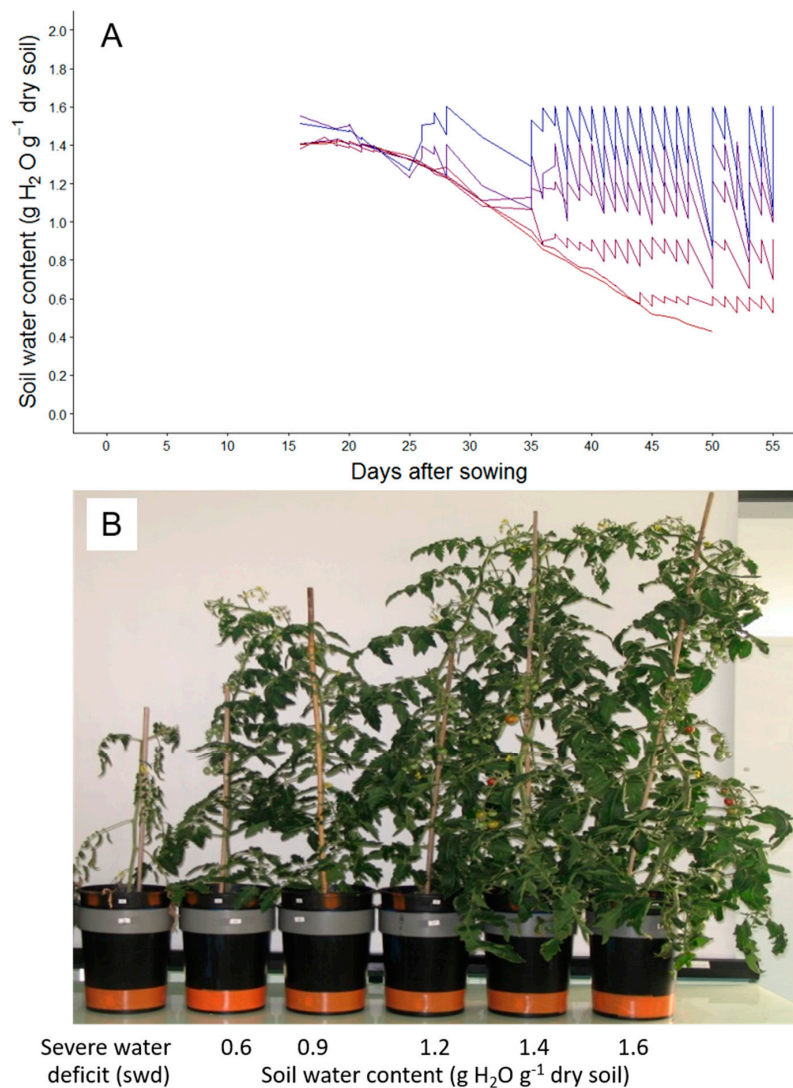 A
2.0
1.8
1.6
1.4
1.2
1.0
0.8
0.6
0.4
0.2
0.0
Soil water content (g H₂O g⁻¹ dry soil)
0 5 10 15 20 25 30 35 40 45 50 55
Days after sowing
B
Severe water 0.6 0.9 1.2 1.4 1.6
deficit (swd) Soil water content (g H₂O g⁻¹ dry soil)